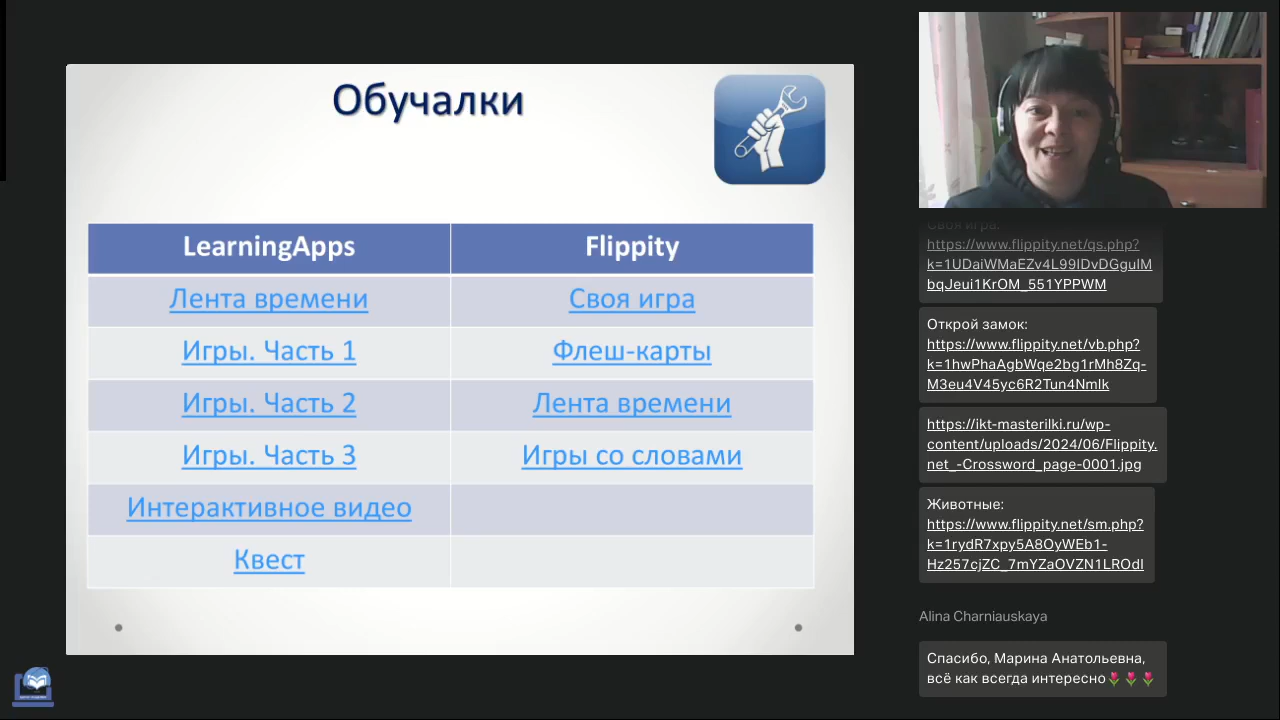 Обучалки
LearningApps
Flippity
Лента времени
Своя игра
Игры. Часть 1
Флеш-карты
Игры. Часть 2
Лента времени
Игры. Часть 3
Игры со словами
Интерактивное видео
Квест
Своя игра:
https://www.flippity.net/qs.php?
k=1UDaiWMaEZv4L99IDvDGguIM
bqJeui1KrOM_551YPPWM
Открой замок:
https://www.flippity.net/vb.php?
k=1hwPhaAgbWqe2bg1rMh8Zq-
M3eu4V45yc6R2Tun4Nmlk
https://ikt-masterilki.ru/wp-
content/uploads/2024/06/Flippity.
net_-Crossword_page-0001.jpg
Животные:
https://www.flippity.net/sm.php?
k=1rydR7xpy5A8OyWEb1-
Hz257cjZC_7mYZaOVZN1LROdI
Alina Charniauskaya
Спасибо, Марина Анатольевна,
всё как всегда интересно🌷🌷🌷